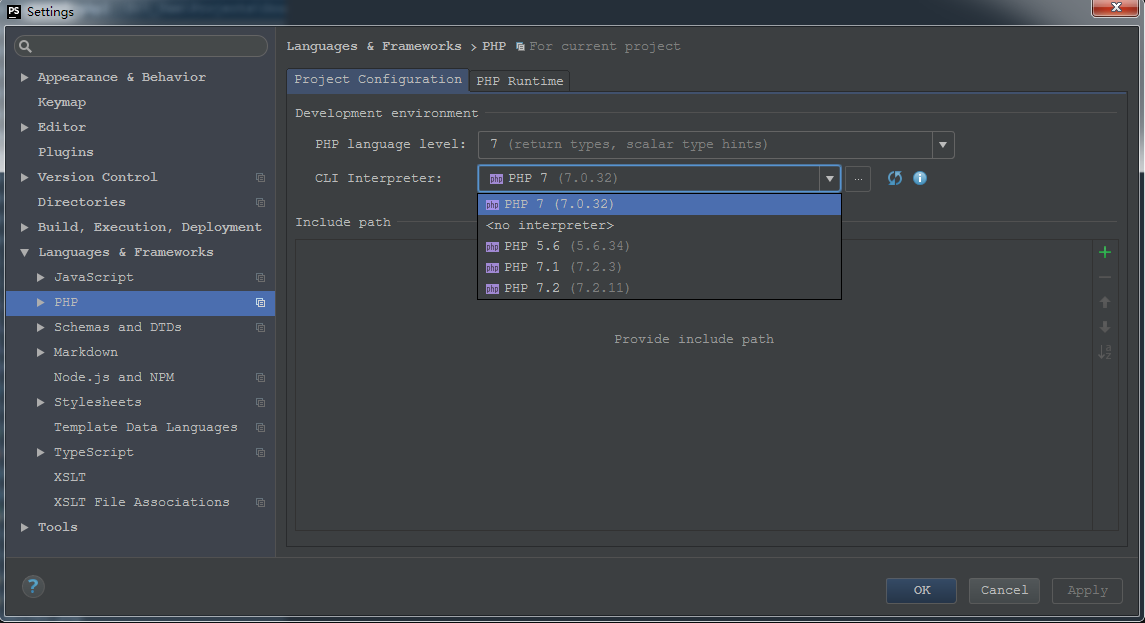 PS Settings
Languages & Frameworks › PHP For current project
Appearance & Behavior
Keymap
Editor
Plugins
Version Control
Directories
Build, Execution, Deployment
Languages & Frameworks
JavaScript
PHP
Schemas and DTDs
Markdown
Node.js and NPM
Stylesheets
Template Data Languages
TypeScript
XSLT
XSLT File Associations
Tools
Project Configuration
PHP Runtime
Development environment
PHP language level: 7 (return types, scalar type hints)
CLI Interpreter: php PHP 7 (7.0.32) ...
php PHP 7 (7.0.32)
<no interpreter>
php PHP 5.6 (5.6.34)
php PHP 7.1 (7.2.3)
php PHP 7.2 (7.2.11)
Include path
Provide include path
?
OK
Cancel
Apply